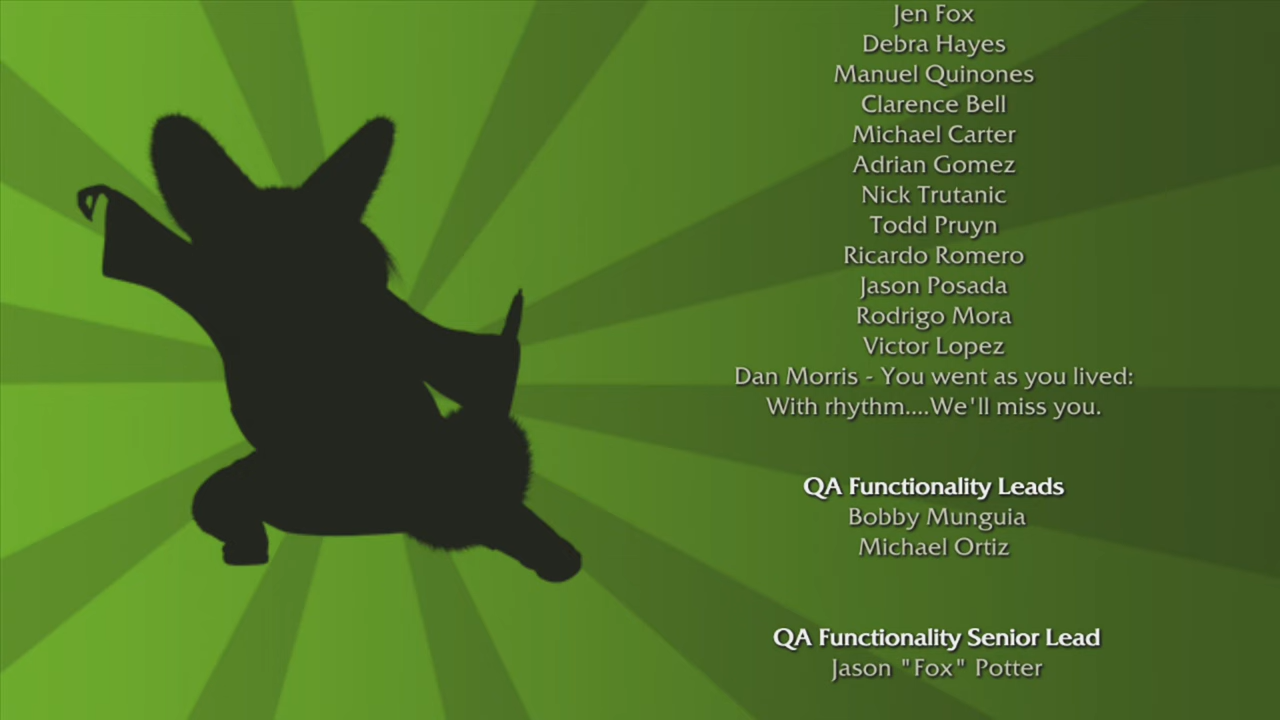 Jen Fox
Debra Hayes
Manuel Quinones
Clarence Bell
Michael Carter
Adrian Gomez
Nick Trutanic
Todd Pruyn
Ricardo Romero
Jason Posada
Rodrigo Mora
Victor Lopez
Dan Morris - You went as you lived:
With rhythm....We'll miss you.
QA Functionality Leads
Bobby Munguia
Michael Ortiz
QA Functionality Senior Lead
Jason "Fox" Potter